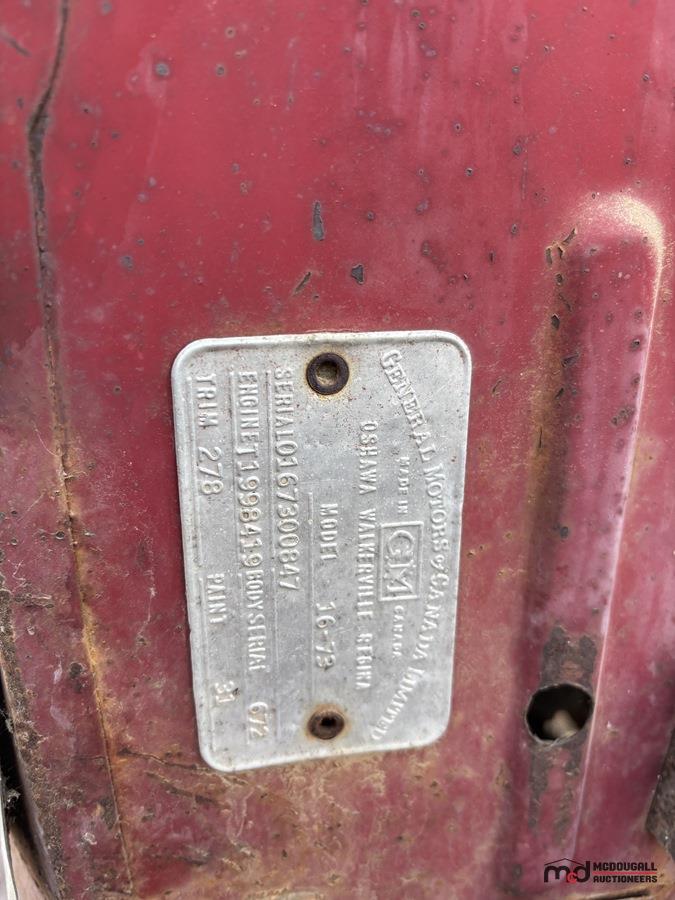 GENERAL MOTORS OF CANADA LIMITED
MADE IN GM CANADA
OSHAWA WALKERVILLE REGINA
MODEL 16-73
SERIAL 0167300847
ENGINE T1998419 BODY SERIAL 672
TRIM 278 PAINT 31
mcd MCDOUGALL
AUCTIONEERS